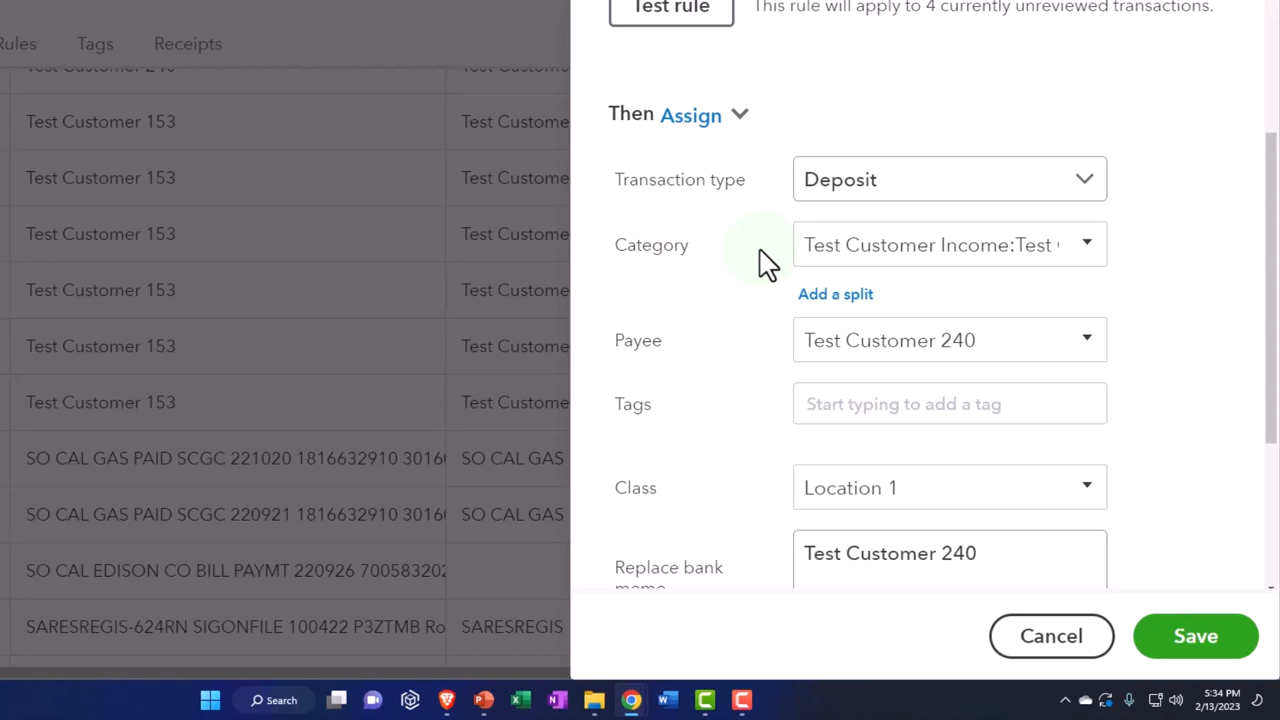 Test rule This rule will apply to 4 currently unreviewed transactions.
Rules Tags Receipts
Then Assign
Test Customer 153 Test Custome
Test Customer 153 Test Custome
Transaction type Deposit
Test Customer 153 Test Custome
Category Test Customer Income:Test
Test Customer 153 Test Custome
Add a split
Test Customer 153 Test Custome
Payee Test Customer 240
Test Customer 153 Test Custome
Tags Start typing to add a tag
SO CAL GAS PAID SCGC 221020 1816632910 3016 SO CAL GAS
Class Location 1
SO CAL GAS PAID SCGC 220921 1816632910 3016 SO CAL GAS
Replace bank Test Customer 240
SO CAL EDISON CO BILL PAYMT 220926 700583202 SO CAL EDISON
SARESREGIS-624RN SIGONFILE 100422 P3ZTMB Ro SARESREGIS
Cancel Save
Search
5:34 PM
2/13/2023